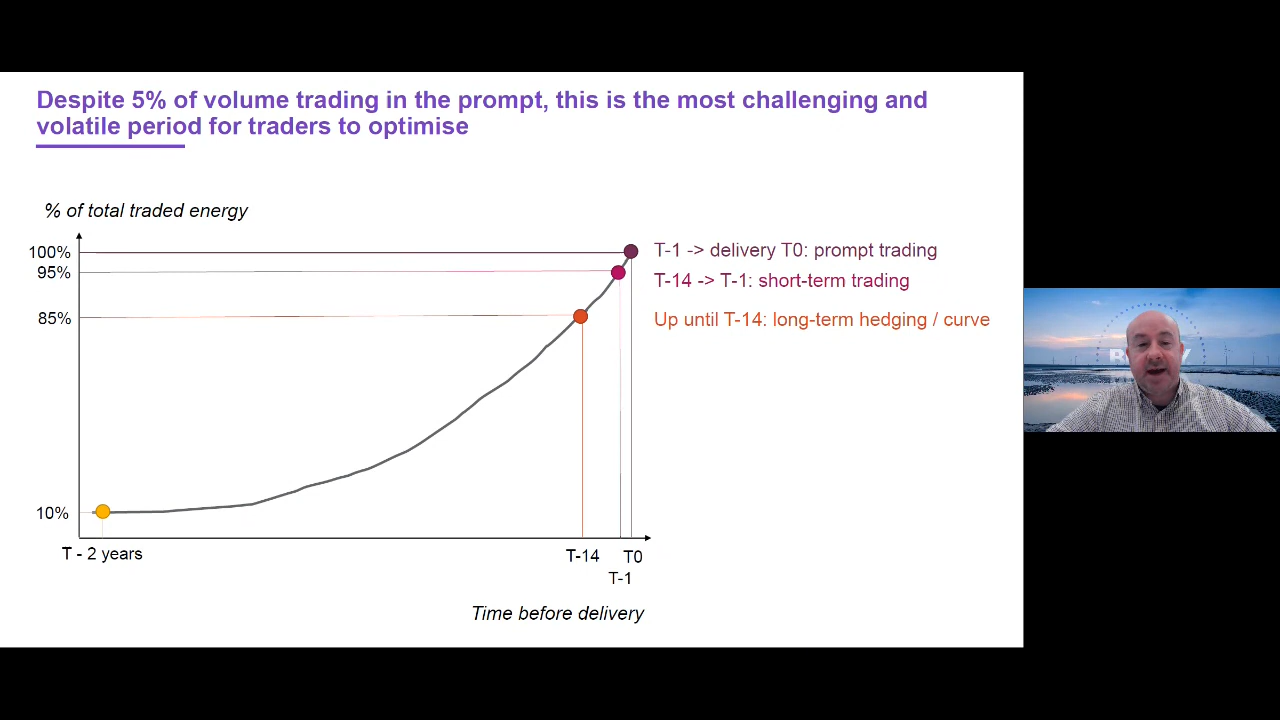 Despite 5% of volume trading in the prompt, this is the most challenging and
volatile period for traders to optimise
% of total traded energy
100%
95%
85%
10%
T-1 -> delivery T0: prompt trading
T-14 -> T-1: short-term trading
Up until T-14: long-term hedging / curve
T - 2 years
T-14
T0
T-1
Time before delivery